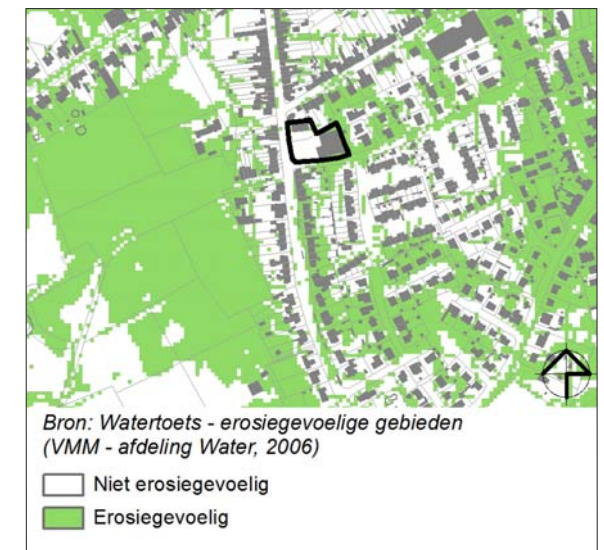 Bron: Watertoets - erosiegevoelige gebieden
(VMM - afdeling Water, 2006)
Niet erosiegevoelig
Erosiegevoelig